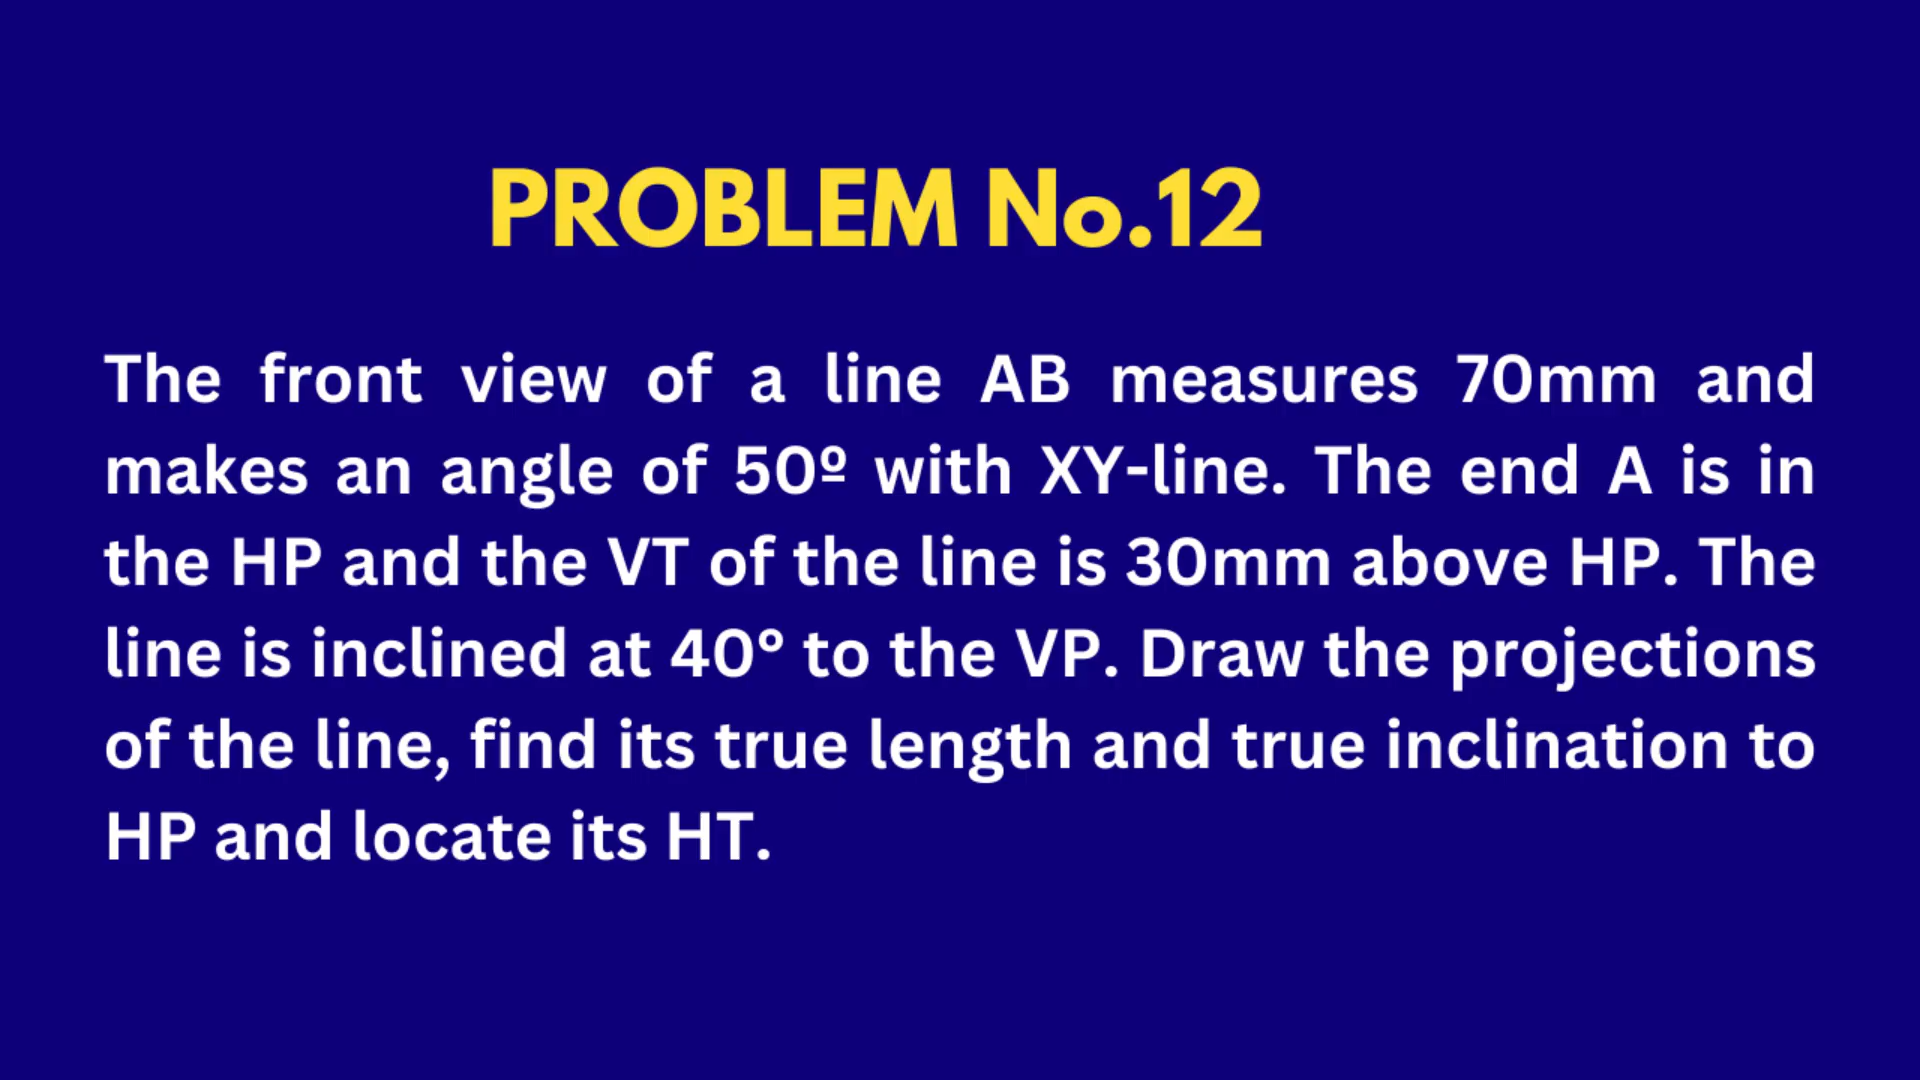 PROBLEM No.12
The front view of a line AB measures 70mm and
makes an angle of 50º with XY-line. The end A is in
the HP and the VT of the line is 30mm above HP. The
line is inclined at 40° to the VP. Draw the projections
of the line, find its true length and true inclination to
HP and locate its HT.